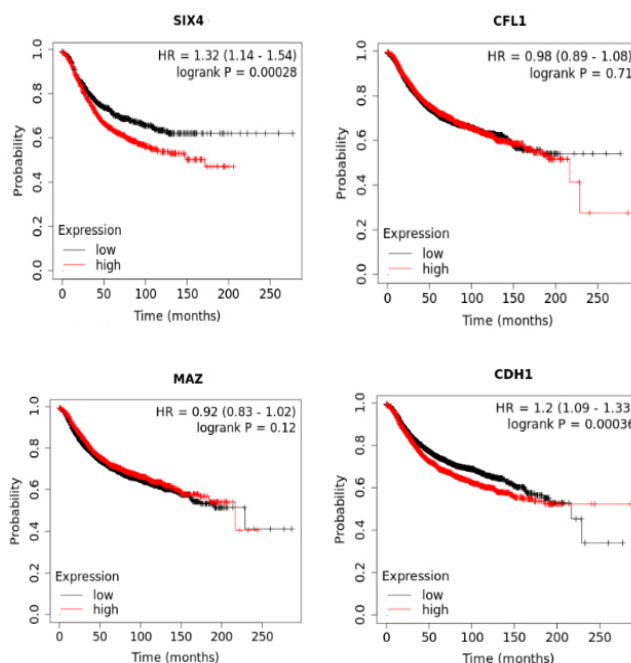 SIX4
HR = 1.32 (1.14 - 1.54)
logrank P = 0.00028
Probability
1.0
0.8
0.6
0.4
0.2
0.0
Expression
low
high
0 50 100 150 200 250
Time (months)
CFL1
HR = 0.98 (0.89 - 1.08)
logrank P = 0.71
Probability
1.0
0.8
0.6
0.4
0.2
0.0
Expression
low
high
0 50 100 150 200 250
Time (months)
MAZ
HR = 0.92 (0.83 - 1.02)
logrank P = 0.12
Probability
1.0
0.8
0.6
0.4
0.2
0.0
Expression
low
high
0 50 100 150 200 250
Time (months)
CDH1
HR = 1.2 (1.09 - 1.33)
logrank P = 0.00036
Probability
1.0
0.8
0.6
0.4
0.2
0.0
Expression
low
high
0 50 100 150 200 250
Time (months)